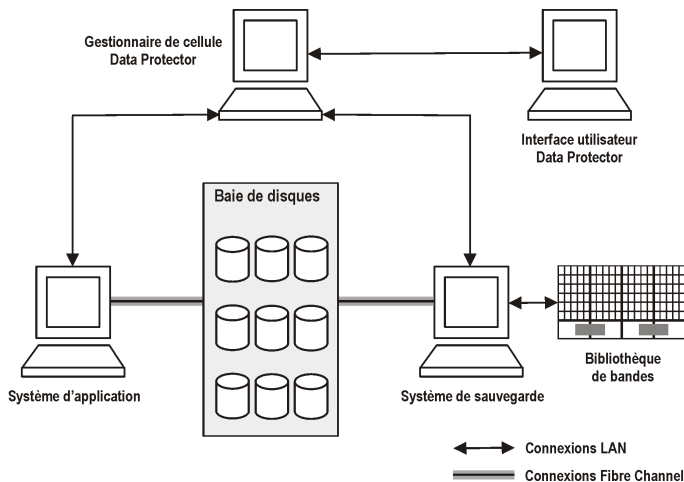 Gestionnaire de cellule
Data Protector
Interface utilisateur
Data Protector
Baie de disques
Système d'application
Système de sauvegarde
Bibliothèque
de bandes
Connexions LAN
Connexions Fibre Channel